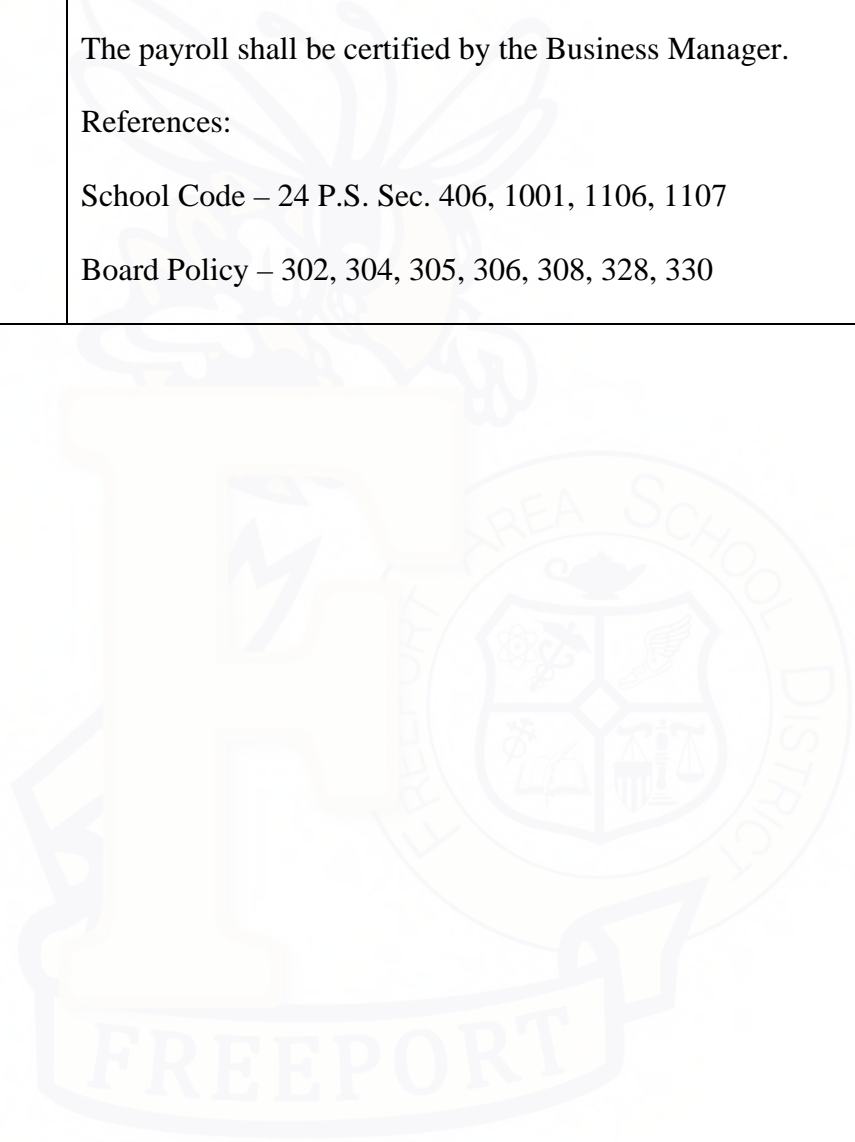 The payroll shall be certified by the Business Manager.
References:
School Code – 24 P.S. Sec. 406, 1001, 1106, 1107
Board Policy – 302, 304, 305, 306, 308, 328, 330
FREEPORT AREA SCHOOL DISTRICT
FREEPORT